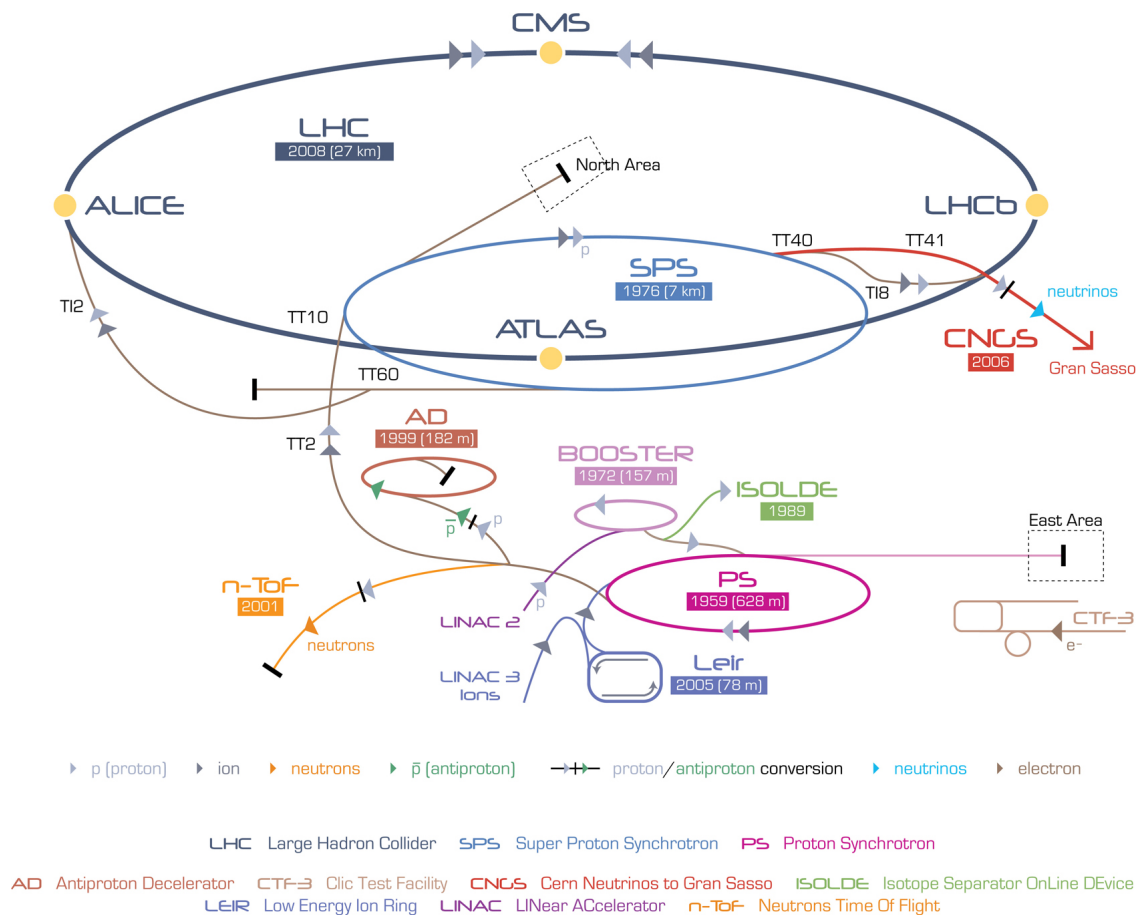 CMS
LHC
2008 (27 km)
North Area
ALICE
LHCb
TT40
TT41
p
SPS
1976 (7 km)
neutrinos
TI2
TT10
TI8
ATLAS
CNGS
2006
Gran Sasso
TT60
AD
1999 (182 m)
TT2
BOOSTER
1972 (157 m)
ISOLDE
1989
p̄
p
East Area
n-ToF
2001
PS
1959 (628 m)
p
LINAC 2
CTF-3
e-
neutrons
LINAC 3
Ions
Leir
2005 (78 m)
p (proton) ion neutrons p̄ (antiproton) proton/antiproton conversion neutrinos electron
LHC Large Hadron Collider SPS Super Proton Synchrotron PS Proton Synchrotron
AD Antiproton Decelerator CTF-3 Clic Test Facility CNGS Cern Neutrinos to Gran Sasso ISOLDE Isotope Separator OnLine DEvice
LEIR Low Energy Ion Ring LINAC LINear ACcelerator n-ToF Neutrons Time Of Flight